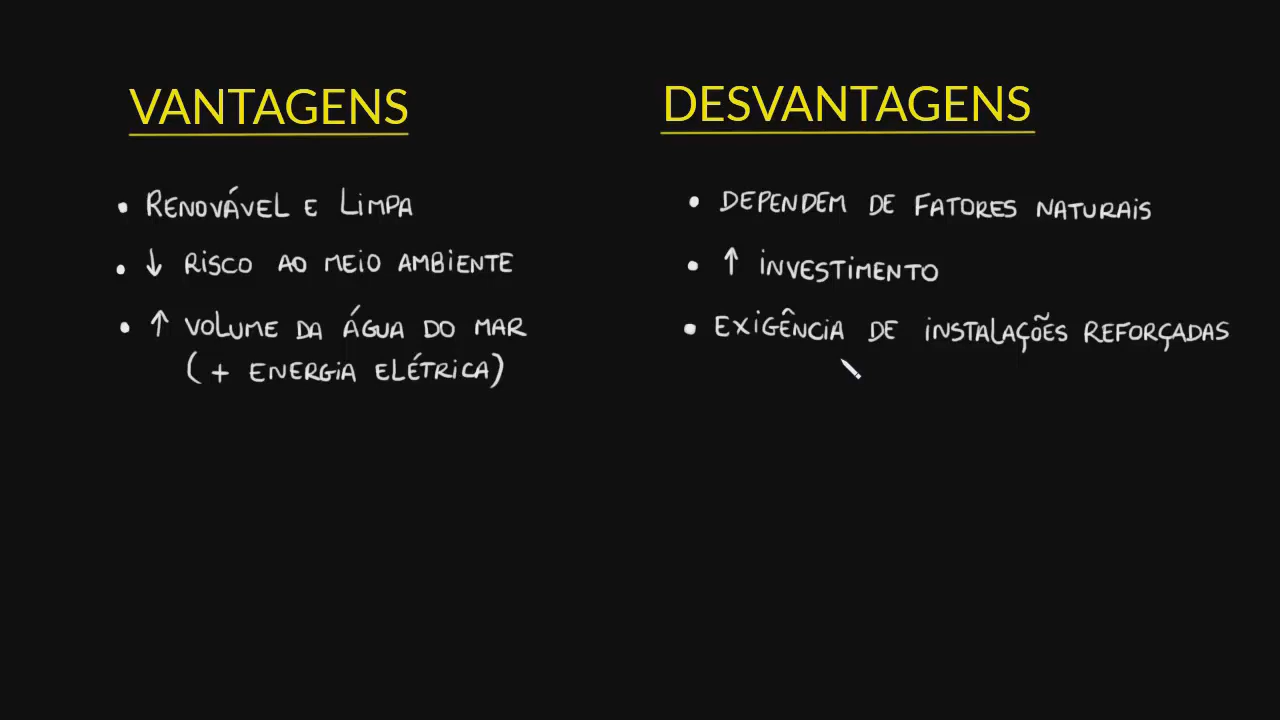 VANTAGENS
• RENOVÁVEL E LIMPA
• ↓ RISCO AO MEIO AMBIENTE
• ↑ VOLUME DA ÁGUA DO MAR
( + ENERGIA ELÉTRICA)
DESVANTAGENS
• DEPENDEM DE FATORES NATURAIS
• ↑ INVESTIMENTO
• EXIGÊNCIA DE INSTALAÇÕES REFORÇADAS